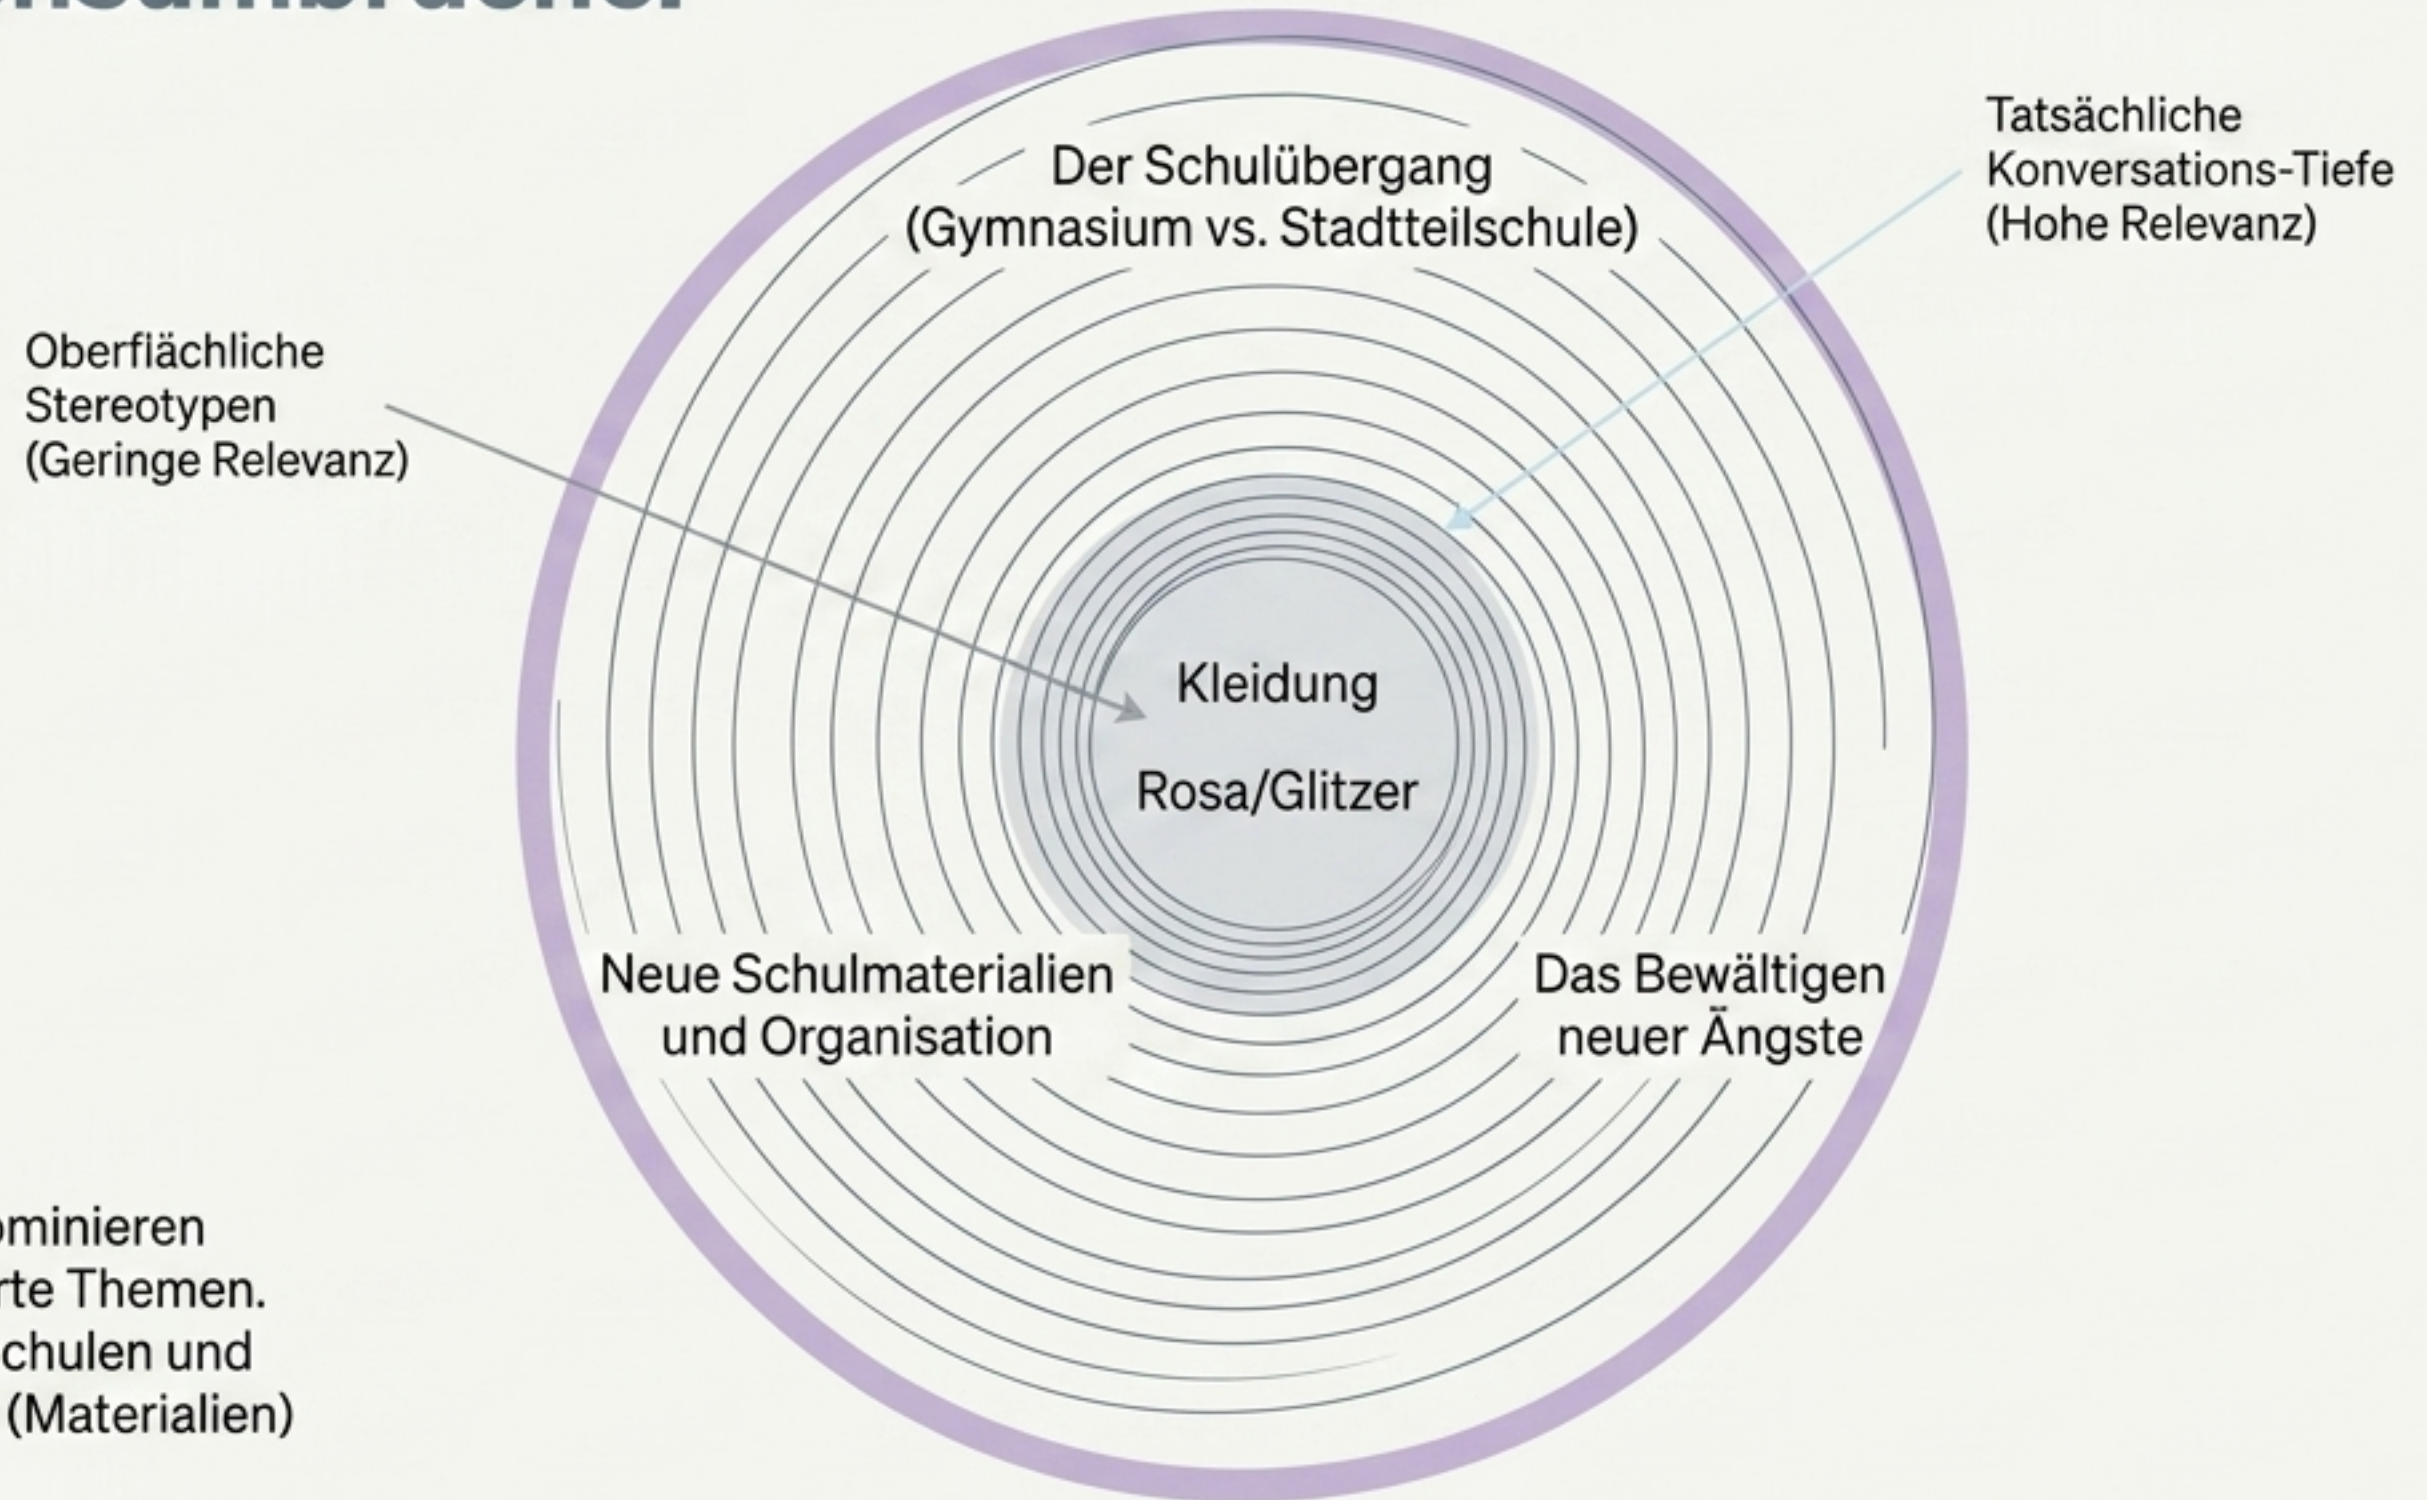 Tatsächliche
Konversations-Tiefe
(Hohe Relevanz)
Der Schulübergang
(Gymnasium vs. Stadtteilschule)
Oberflächliche
Stereotypen
(Geringe Relevanz)
Kleidung
Rosa/Glitzer
Neue Schulmaterialien
und Organisation
Das Bewältigen
neuer Ängste
ominieren
rte Themen.
chulen und
(Materialien)